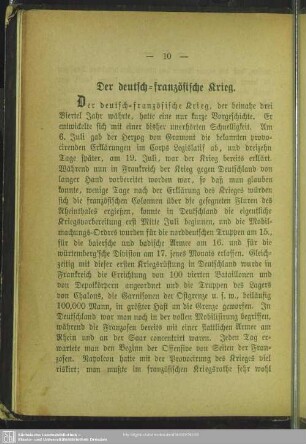 — 10 —
Der deutsch-französische Krieg.
Der deutsch-französische Krieg, der beinahe drei
Viertel Jahr währte, hatte eine nur kurze Vorgeschichte. Er
entwickelte sich mit einer bisher unerhörten Schnelligkeit. Am
6. Juli gab der Herzog von Gramont die bekannten provo-
cirenden Erklärungen im Corps Legislatif ab, und dreizehn
Tage später, am 19. Juli, war der Krieg bereits erklärt.
Während nun in Frankreich der Krieg gegen Deutschland von
langer Hand vorbereitet worden war, so daß man glauben
konnte, wenige Tage nach der Erklärung des Krieges würden
sich die französischen Colonnen über die gesegneten Fluren des
Rheinthales ergießen, konnte in Deutschland die eigentliche
Kriegsvorbereitung erst Mitte Juli beginnen, und die Mobili-
machungs-Ordres wurden für die norddeutschen Truppen am 15.,
für die baierische und badische Armee am 16. und für die
württemberg'sche Division am 17. jenes Monats erlassen. Gleich-
zeitig mit dieser ersten Kriegsrüstung in Deutschland wurde in
Frankreich die Errichtung von 100 vierten Bataillonen und
von Depotkörpern angeordnet und die Truppen des Lagers
von Chalons, die Garnisonen der Ostgrenze u. s. w., beiläufig
100,000 Mann, in größter Hast an die Grenze geworfen. In
Deutschland war man noch in der vollen Mobilisirung begriffen,
während die Franzosen bereits mit einer stattlichen Armee am
Rhein und an der Saar concentrirt waren. Jeden Tag er-
wartete man den Beginn der Offensive von Seiten der Fran-
zosen. Napoleon hatte mit der Provocirung des Krieges viel
riskirt; man mußte im französischen Kriegsrathe sehr wohl